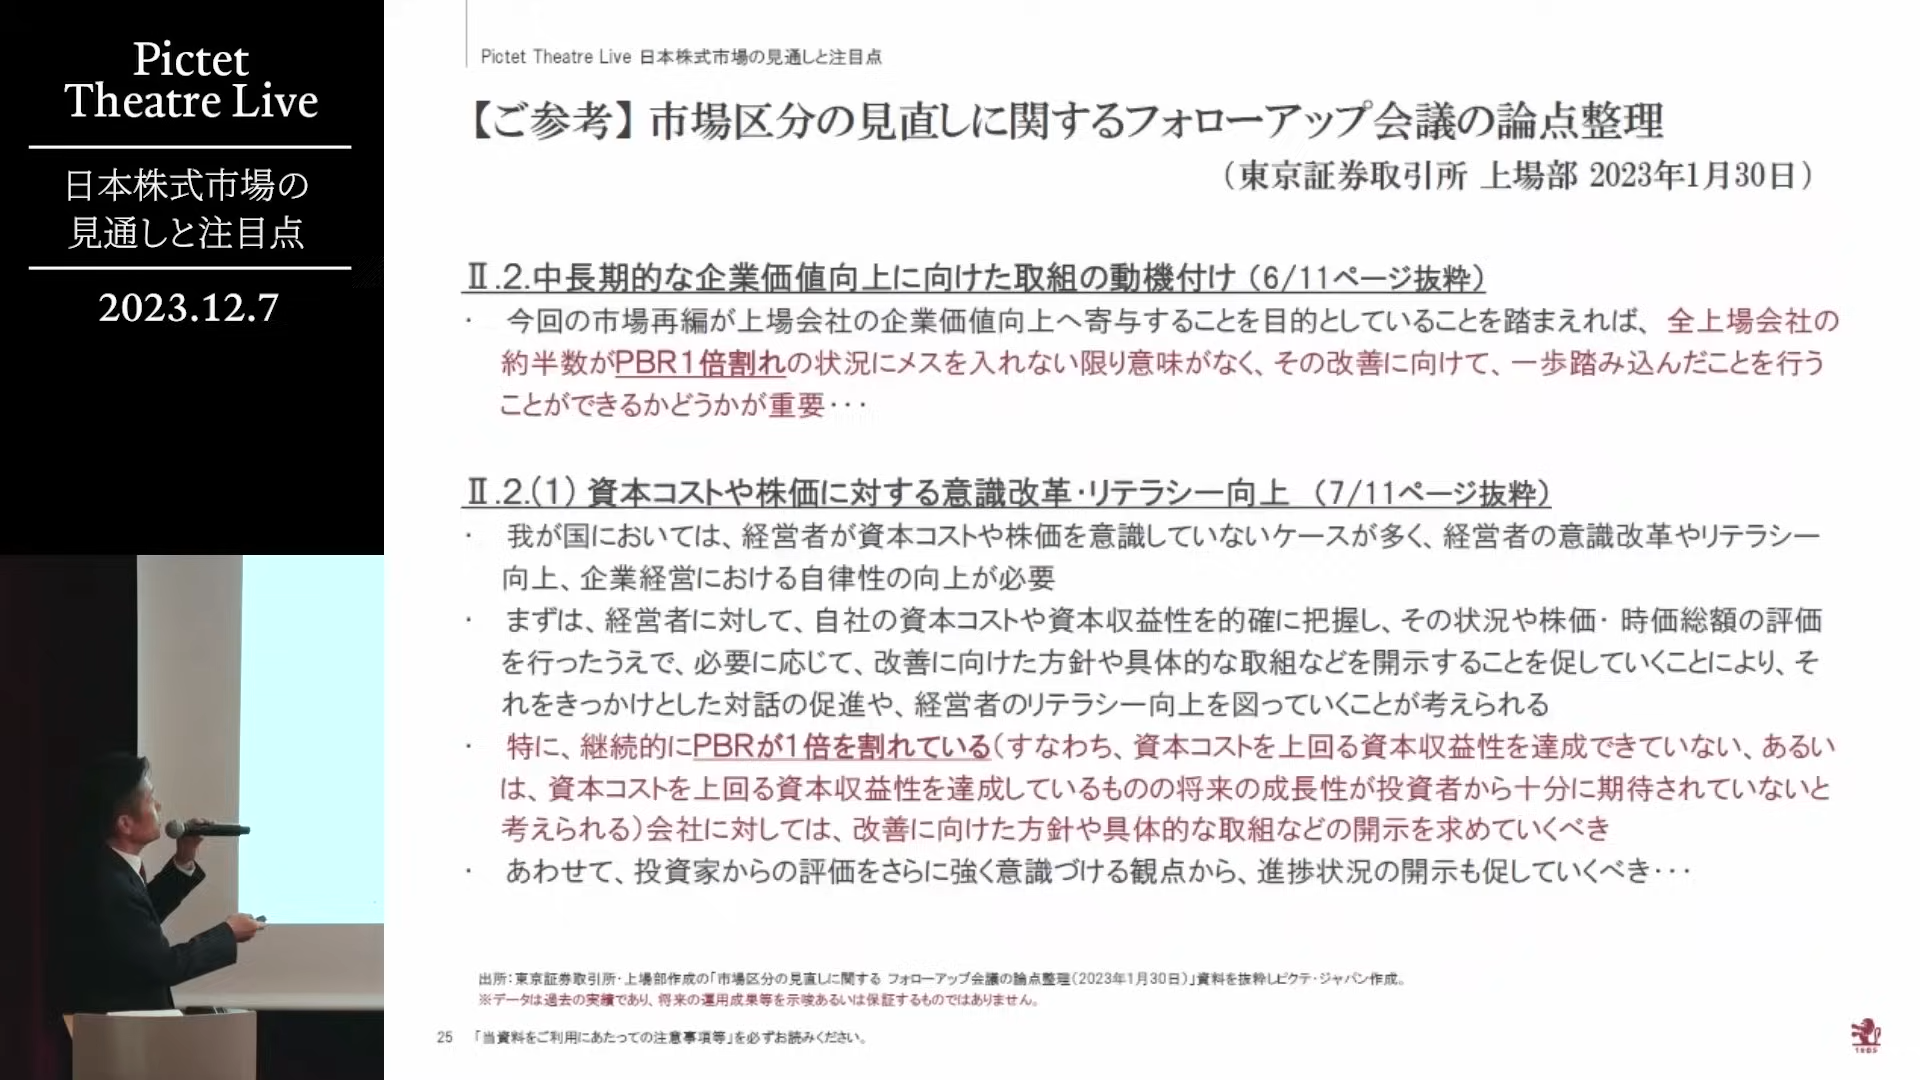 Pictet
Theatre Live
日本株式市場の
見通しと注目点
2023.12.7
Pictet Theatre Live 日本株式市場の見通しと注目点
【ご参考】市場区分の見直しに関するフォローアップ会議の論点整理
（東京証券取引所 上場部 2023年1月30日）
Ⅱ.2.中長期的な企業価値向上に向けた取組の動機付け（6/11ページ抜粋）
・ 今回の市場再編が上場会社の企業価値向上へ寄与することを目的としていることを踏まえれば、全上場会社の
約半数がPBR1倍割れの状況にメスを入れない限り意味がなく、その改善に向けて、一歩踏み込んだことを行う
ことができるかどうかが重要・・・
Ⅱ.2.(1) 資本コストや株価に対する意識改革・リテラシー向上 （7/11ページ抜粋）
・ 我が国においては、経営者が資本コストや株価を意識していないケースが多く、経営者の意識改革やリテラシー
向上、企業経営における自律性の向上が必要
・ まずは、経営者に対して、自社の資本コストや資本収益性を的確に把握し、その状況や株価・時価総額の評価
を行ったうえで、必要に応じて、改善に向けた方針や具体的な取組などを開示することを促していくことにより、そ
れをきっかけとした対話の促進や、経営者のリテラシー向上を図っていくことが考えられる
・ 特に、継続的にPBRが1倍を割れている（すなわち、資本コストを上回る資本収益性を達成できていない、あるい
は、資本コストを上回る資本収益性を達成しているものの将来の成長性が投資者から十分に期待されていないと
考えられる）会社に対しては、改善に向けた方針や具体的な取組などの開示を求めていくべき
・ あわせて、投資家からの評価をさらに強く意識づける観点から、進捗状況の開示も促していくべき・・・
出所：東京証券取引所・上場部作成の「市場区分の見直しに関する フォローアップ会議の論点整理（2023年1月30日）」資料を抜粋しピクテ・ジャパン作成。
※データは過去の実績であり、将来の運用成果等を示唆あるいは保証するものではありません。
25 「当資料をご利用にあたっての注意事項等」を必ずお読みください。
1805